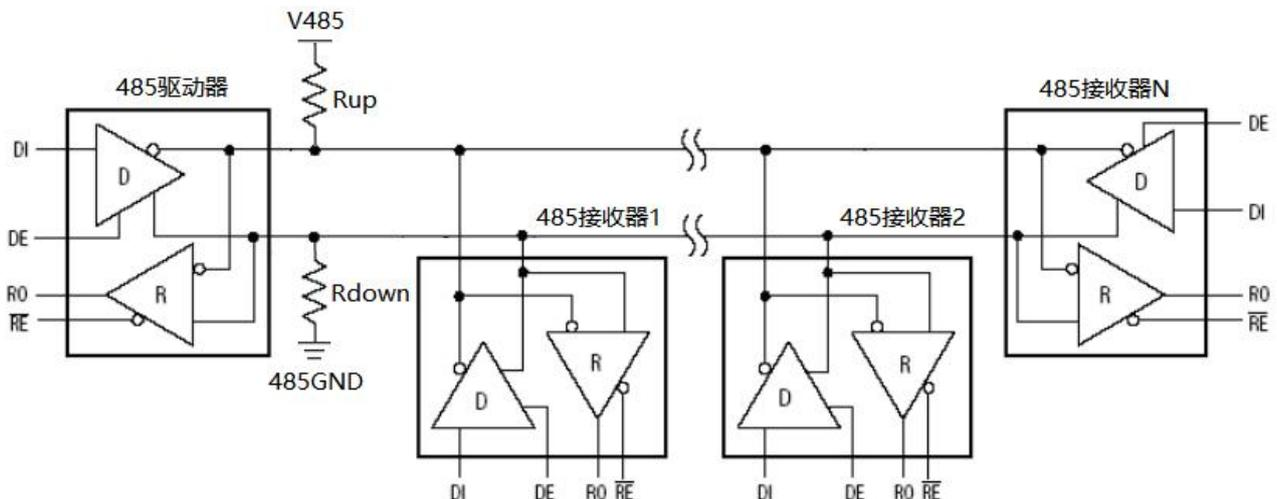 V485
485驱动器
Rup
485接收器N
DI
D
DE
RO
R
RE
DE
D
DI
R
RO
RE
485接收器1
485接收器2
Rdown
485GND
D
R
D
R
DI
DE
RO
RE
DI
DE
RO
RE